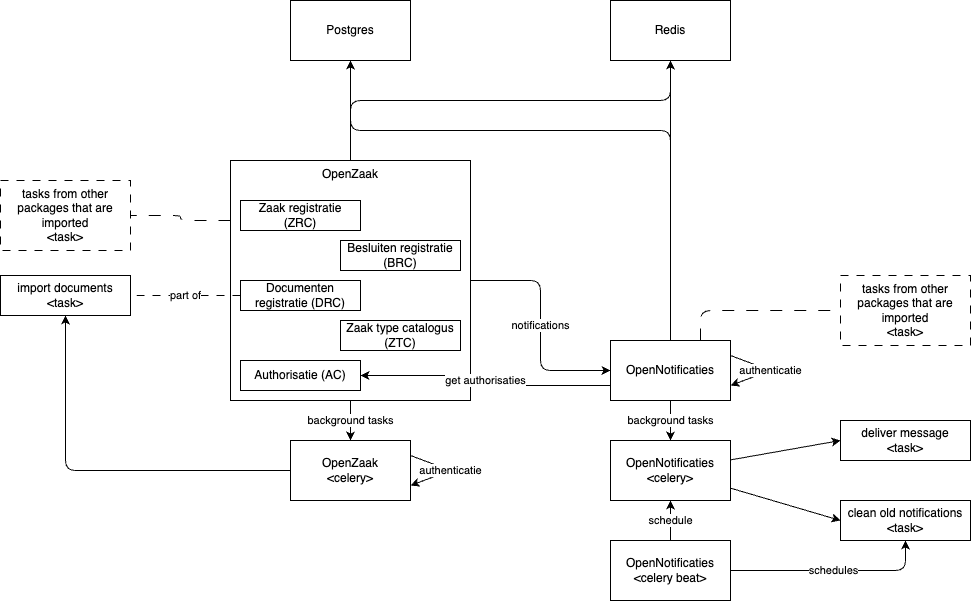 Postgres
Redis
OpenZaak
Zaak registratie
(ZRC)
Besluiten registratie
(BRC)
Documenten
registratie (DRC)
Zaak type catalogus
(ZTC)
Authorisatie (AC)
tasks from other
packages that are
imported
<task>
import documents
<task>
part of
notifications
get authorisaties
tasks from other
packages that are
imported
<task>
OpenNotificaties
authenticatie
background tasks
background tasks
OpenZaak
<celery>
authenticatie
OpenNotificaties
<celery>
deliver message
<task>
clean old notifications
<task>
schedule
OpenNotificaties
<celery beat>
schedules